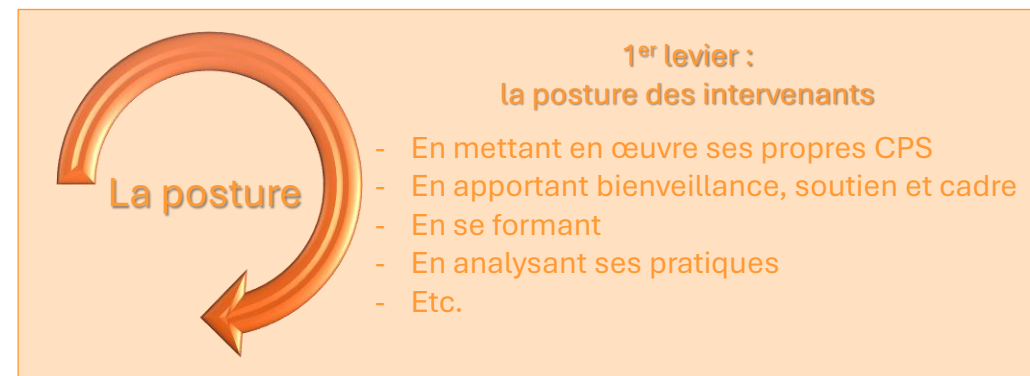 1er levier :
la posture des intervenants
La posture
- En mettant en œuvre ses propres CPS
- En apportant bienveillance, soutien et cadre
- En se formant
- En analysant ses pratiques
- Etc.